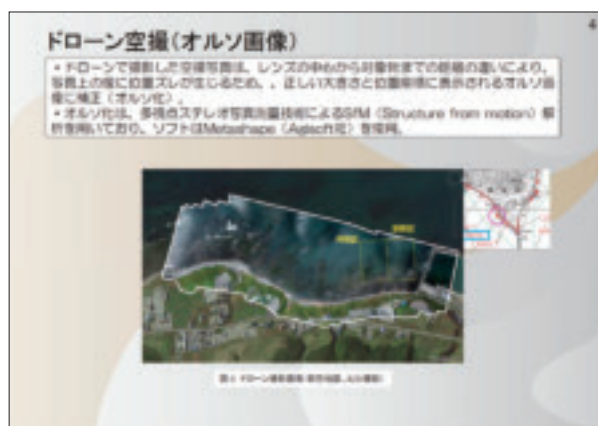 4
ドローン空撮（オルソ画像）
・ドローンで撮影した空撮写真は、レンズの中心から対象物までの距離の違いにより、
写真上の像に位置ズレが生じるため、、正しい大きさと位置関係に表示されるオルソ画
像に補正（オルソ化）。
・オルソ化は、多視点ステレオ写真測量技術によるSfM（Structure from motion）解
析を用いており、ソフトはMetashape（Agisoft社）を使用。